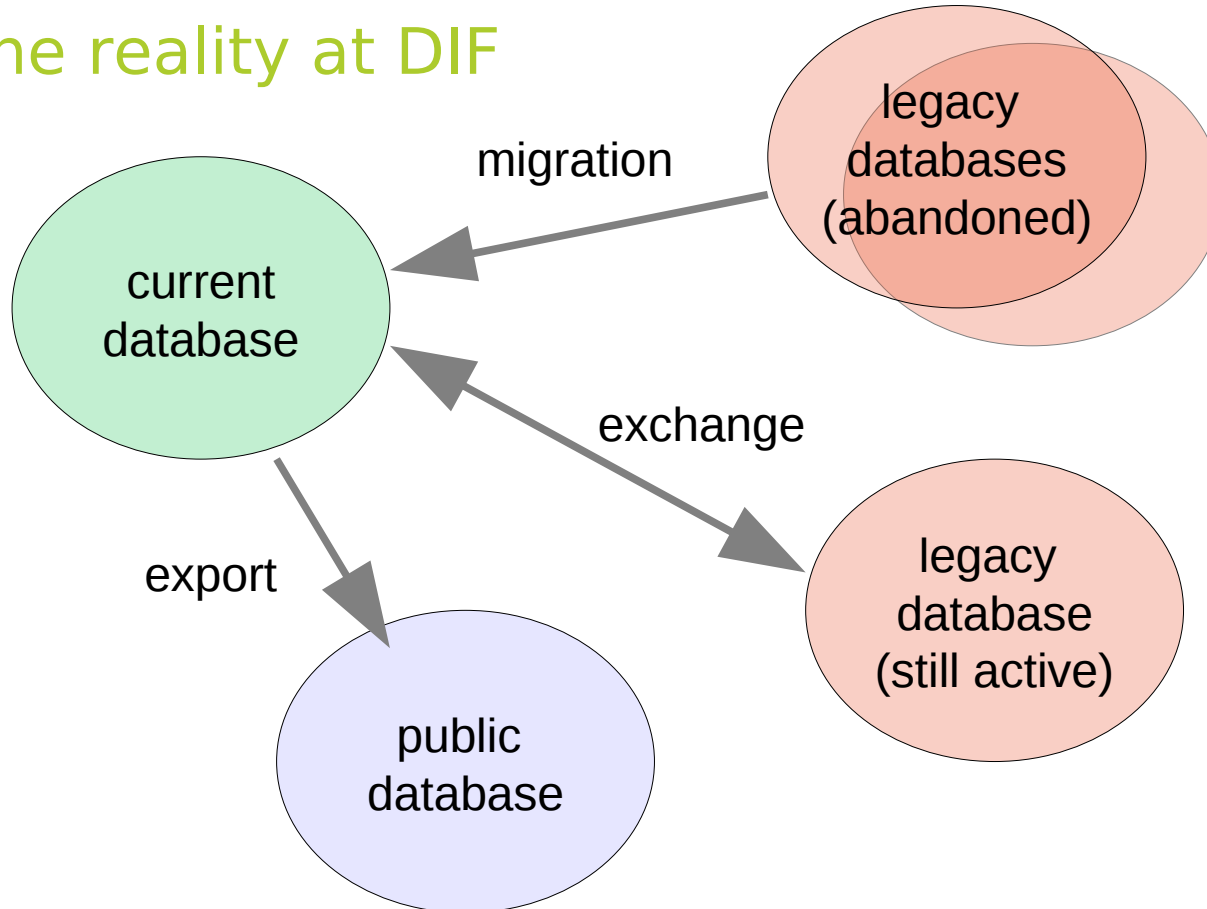 he reality at DIF
legacy
databases
(abandoned)
migration
current
database
exchange
export
legacy
database
(still active)
public
database